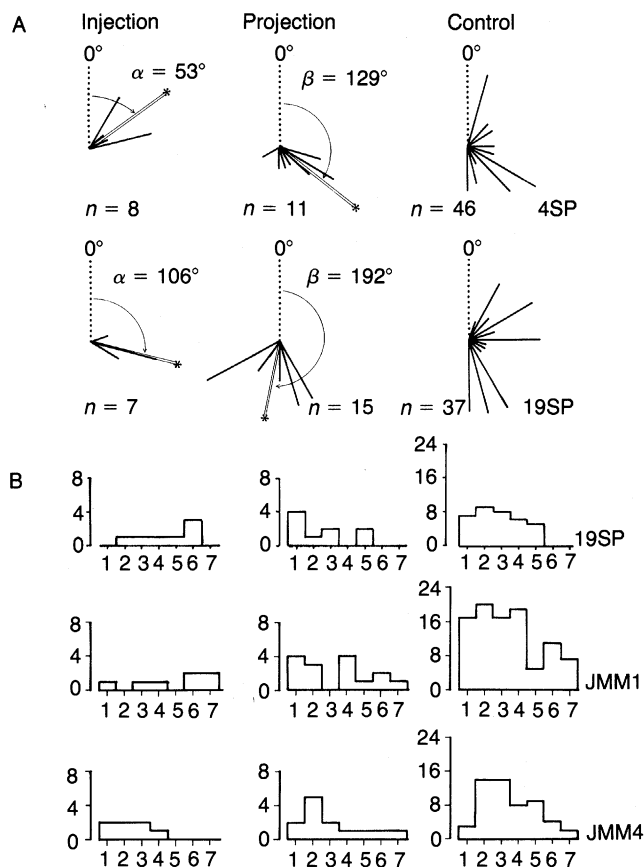 A Injection Projection Control
0° 0° 0°
α = 53° β = 129°
* *
n = 8 n = 11 n = 46 4SP
0° 0° 0°
α = 106° β = 192°
* *
n = 7 n = 15 n = 37 19SP
B
8 8 24
4 4 16
0 0 8
0
1 2 3 4 5 6 7 1 2 3 4 5 6 7 1 2 3 4 5 6 7 19SP
8 8 24
4 4 16
0 0 8
0
1 2 3 4 5 6 7 1 2 3 4 5 6 7 1 2 3 4 5 6 7 JMM1
8 8 24
4 4 16
0 0 8
0
1 2 3 4 5 6 7 1 2 3 4 5 6 7 1 2 3 4 5 6 7 JMM4